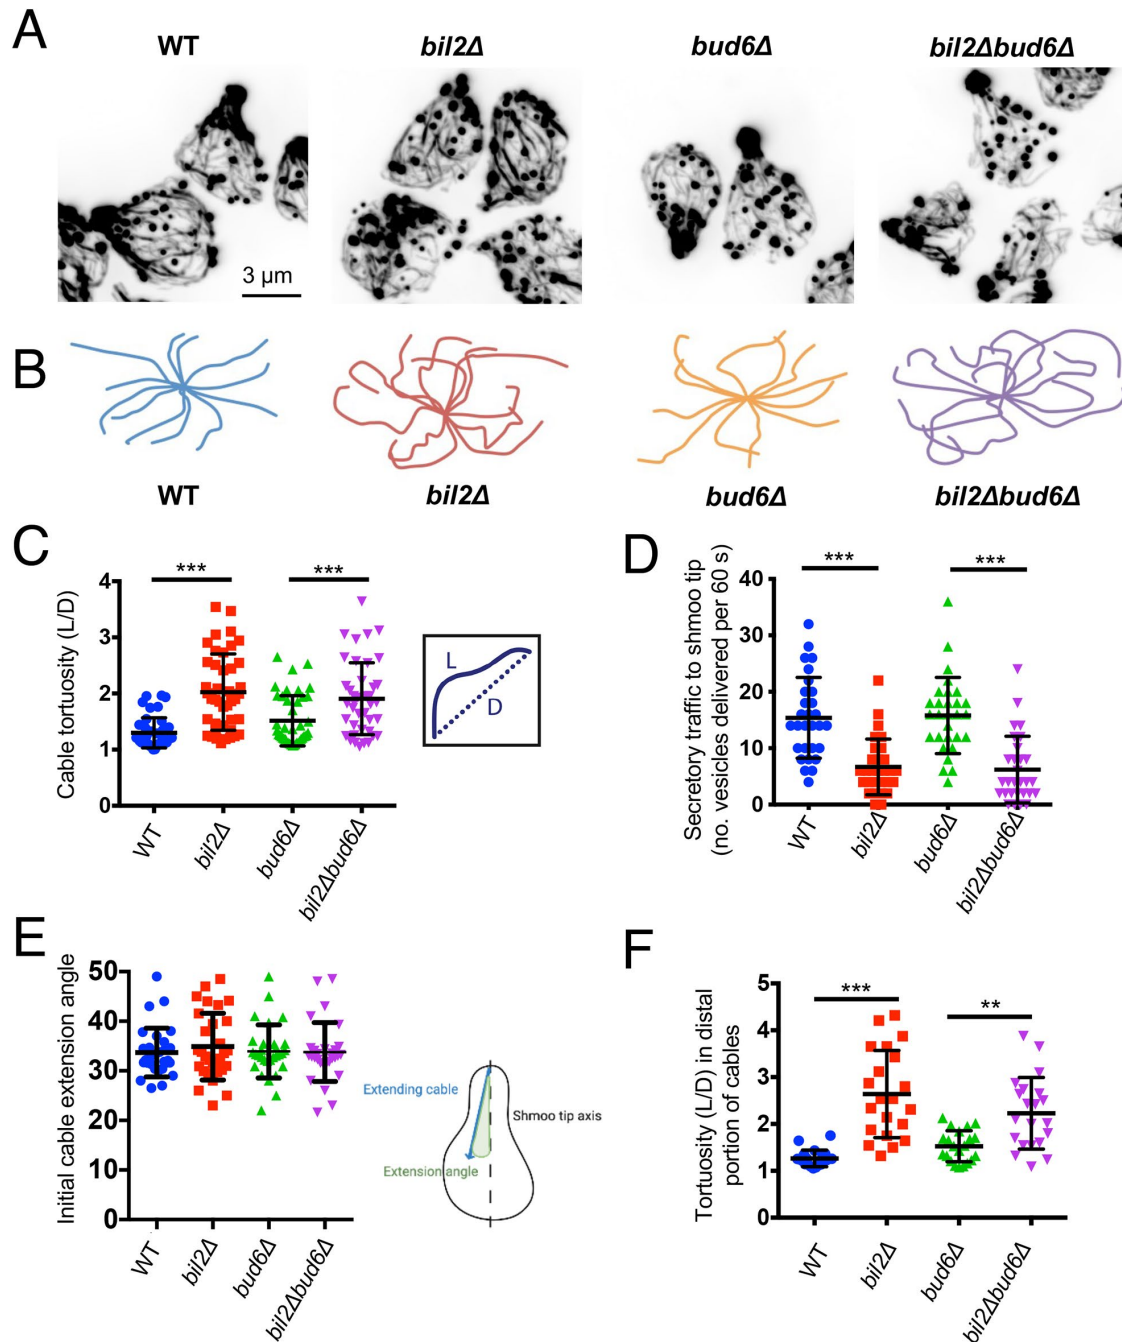 A
WT
bil2Δ
bud6Δ
bil2Δbud6Δ
3 µm
B
WT
bil2Δ
bud6Δ
bil2Δbud6Δ
C
Cable tortuosity (L/D)
4
3
2
1
0
***
***
WT
bil2Δ
bud6Δ
bil2Δbud6Δ
L
D
D
Secretory traffic to shmoo tip
(no. vesicles delivered per 60 s)
40
30
20
10
0
***
***
WT
bil2Δ
bud6Δ
bil2Δbud6Δ
E
Initial cable extension angle
50
40
30
20
10
0
WT
bil2Δ
bud6Δ
bil2Δbud6Δ
Extending cable
Shmoo tip axis
Extension angle
F
Tortuosity (L/D) in distal
portion of cables
5
4
3
2
1
0
***
**
WT
bil2Δ
bud6Δ
bil2Δbud6Δ